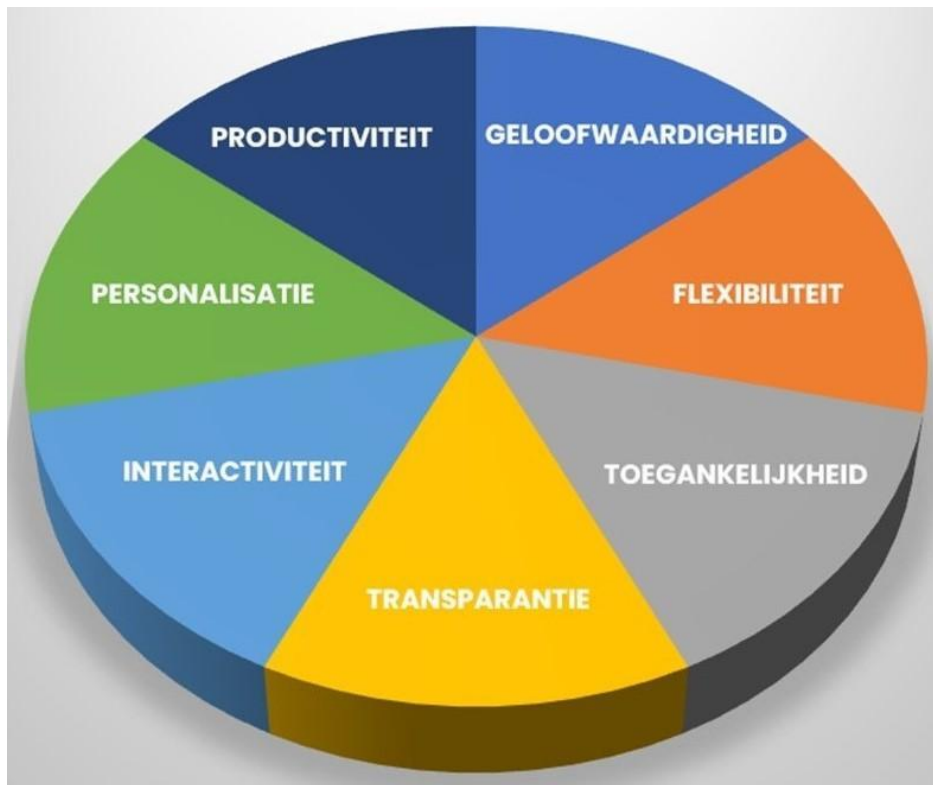 PRODUCTIVITEIT
GELOOFWAARDIGHEID
PERSONALISATIE
FLEXIBILITEIT
INTERACTIVITEIT
TOEGANKELIJKHEID
TRANSPARANTIE